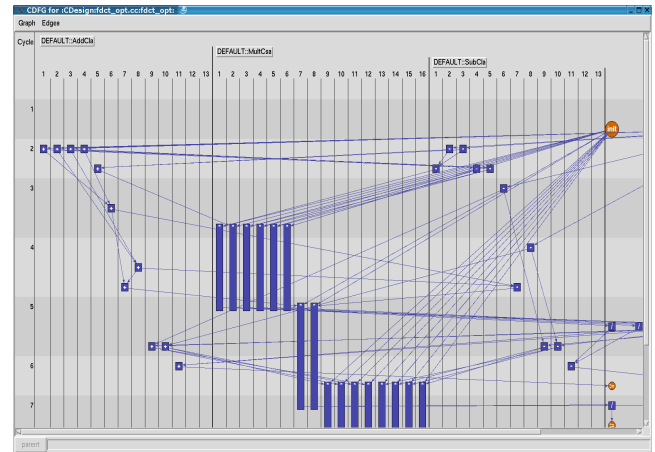 CDFG for :CDesign:fdct_opt.cc:fdct_opt:
Graph Edges
Cycle: DEFAULT::AddCla
DEFAULT::MultCsa
DEFAULT::SubCla
1 2 3 4 5 6 7 8 9 10 11 12 13 1 2 3 4 5 6 7 8 9 10 11 12 13 14 15 16 1 2 3 4 5 6 7 8 9 10 11 12 13
1
init
2
3
4
5
6
7
parent